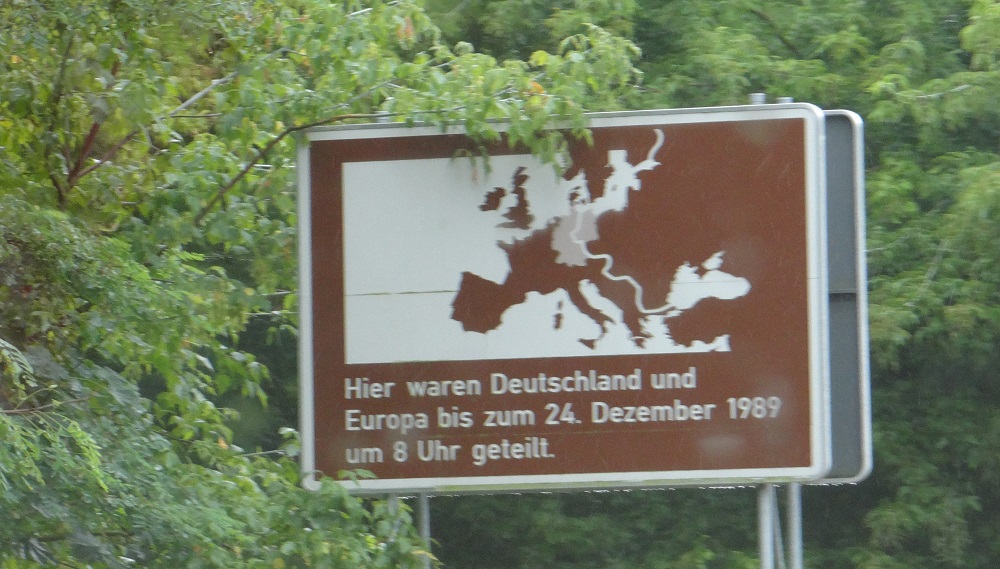 Hier waren Deutschland und
Europa bis zum 24. Dezember 1989
um 8 Uhr geteilt.